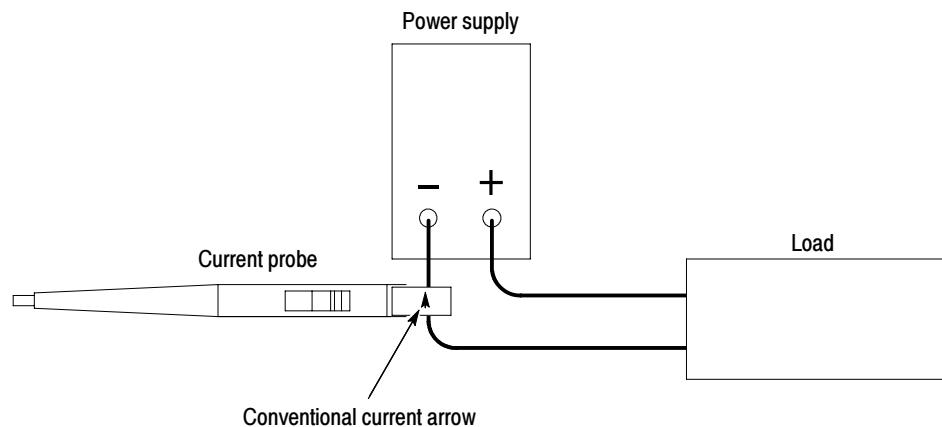 Power supply
− +
Current probe
Load
Conventional current arrow